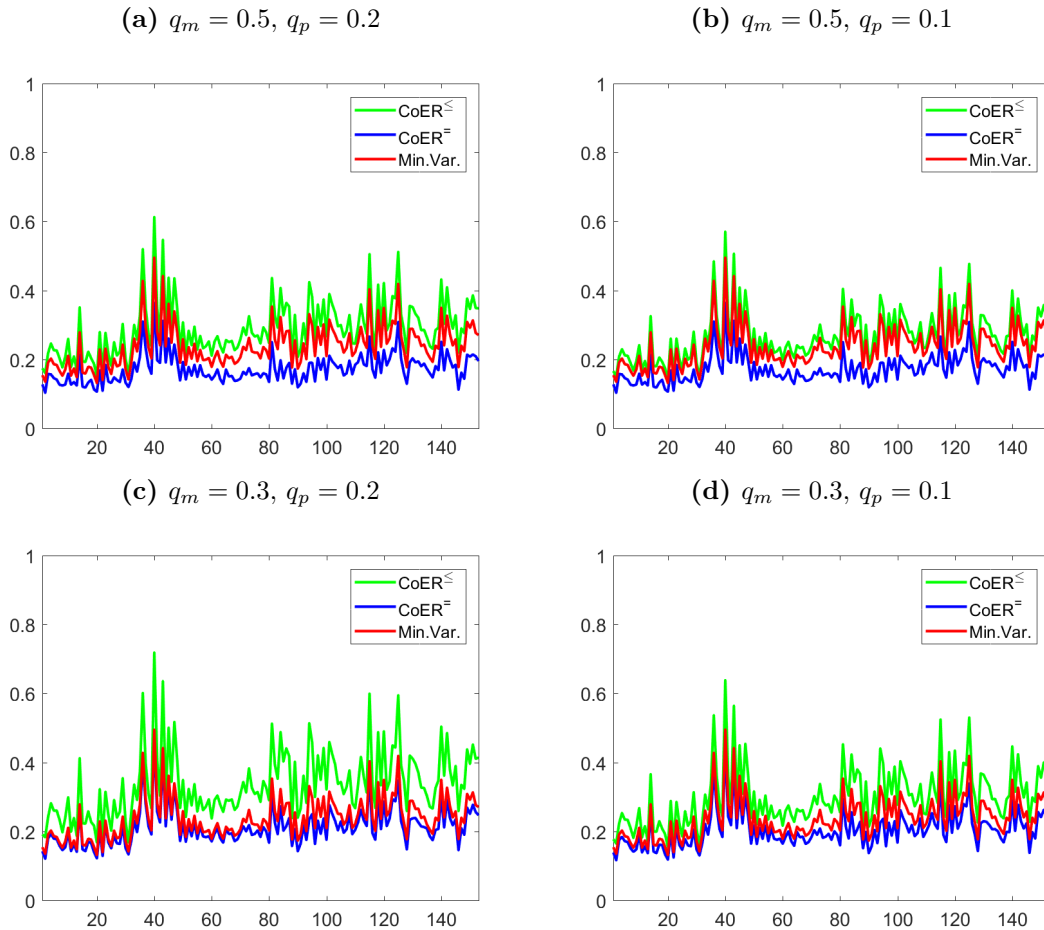 (a) q_m = 0.5, q_p = 0.2
1
0.8
0.6
0.4
0.2
0
20 40 60 80 100 120 140
CoER^≤
CoER^=
Min.Var.
(b) q_m = 0.5, q_p = 0.1
1
0.8
0.6
0.4
0.2
0
20 40 60 80 100 120 140
CoER^≤
CoER^=
Min.Var.
(c) q_m = 0.3, q_p = 0.2
1
0.8
0.6
0.4
0.2
0
20 40 60 80 100 120 140
CoER^≤
CoER^=
Min.Var.
(d) q_m = 0.3, q_p = 0.1
1
0.8
0.6
0.4
0.2
0
20 40 60 80 100 120 140
CoER^≤
CoER^=
Min.Var.